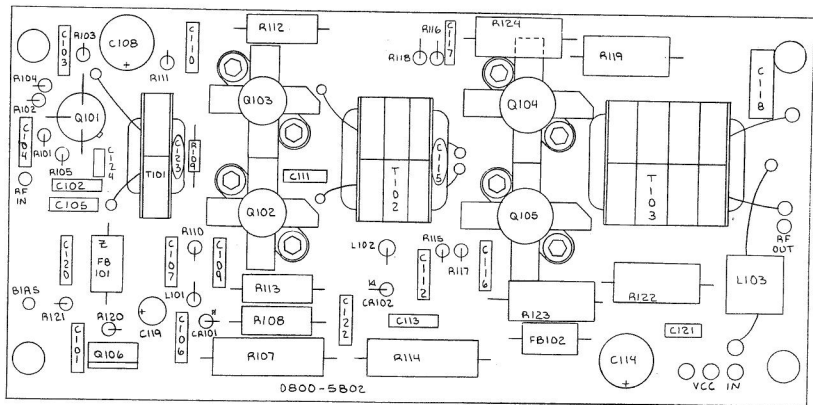 R112
R124
R103
C103
C108
C110
R116
C117
R118
R119
R111
C118
R104
R102
Q101
Q103
Q104
C104
R101
C124
C123
R109
T101
T102
C115
T103
R105
C102
C105
C111
RF
IN
Q102
Q105
RF
OUT
R110
L102
R115
R117
Z
FB
101
C120
C107
C109
C112
C116
L103
BIAS
R113
R122
L101
CR102
R121
R120
C119
C106
CR101
R108
C122
C113
R123
C121
C101
Q106
R107
R114
FB102
C114
VCC IN
D800-5802